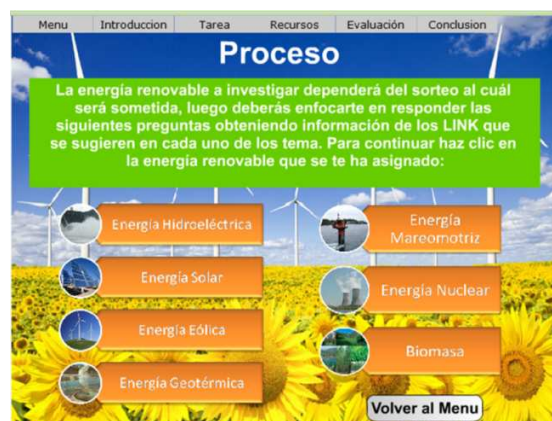 Menu Introduccion Tarea Recursos Evaluación Conclusion
Proceso
La energía renovable a investigar dependerá del sorteo al cuál
será sometida, luego deberás enfocarte en responder las
siguientes preguntas obteniendo información de los LINK que
se sugieren en cada uno de los tema. Para continuar haz clic en
la energía renovable que se te ha asignado:
Energía Hidroeléctrica
Energía Solar
Energía Eólica
Energía Geotérmica
Energía
Mareomotriz
Energía Nuclear
Biomasa
Volver al Menu